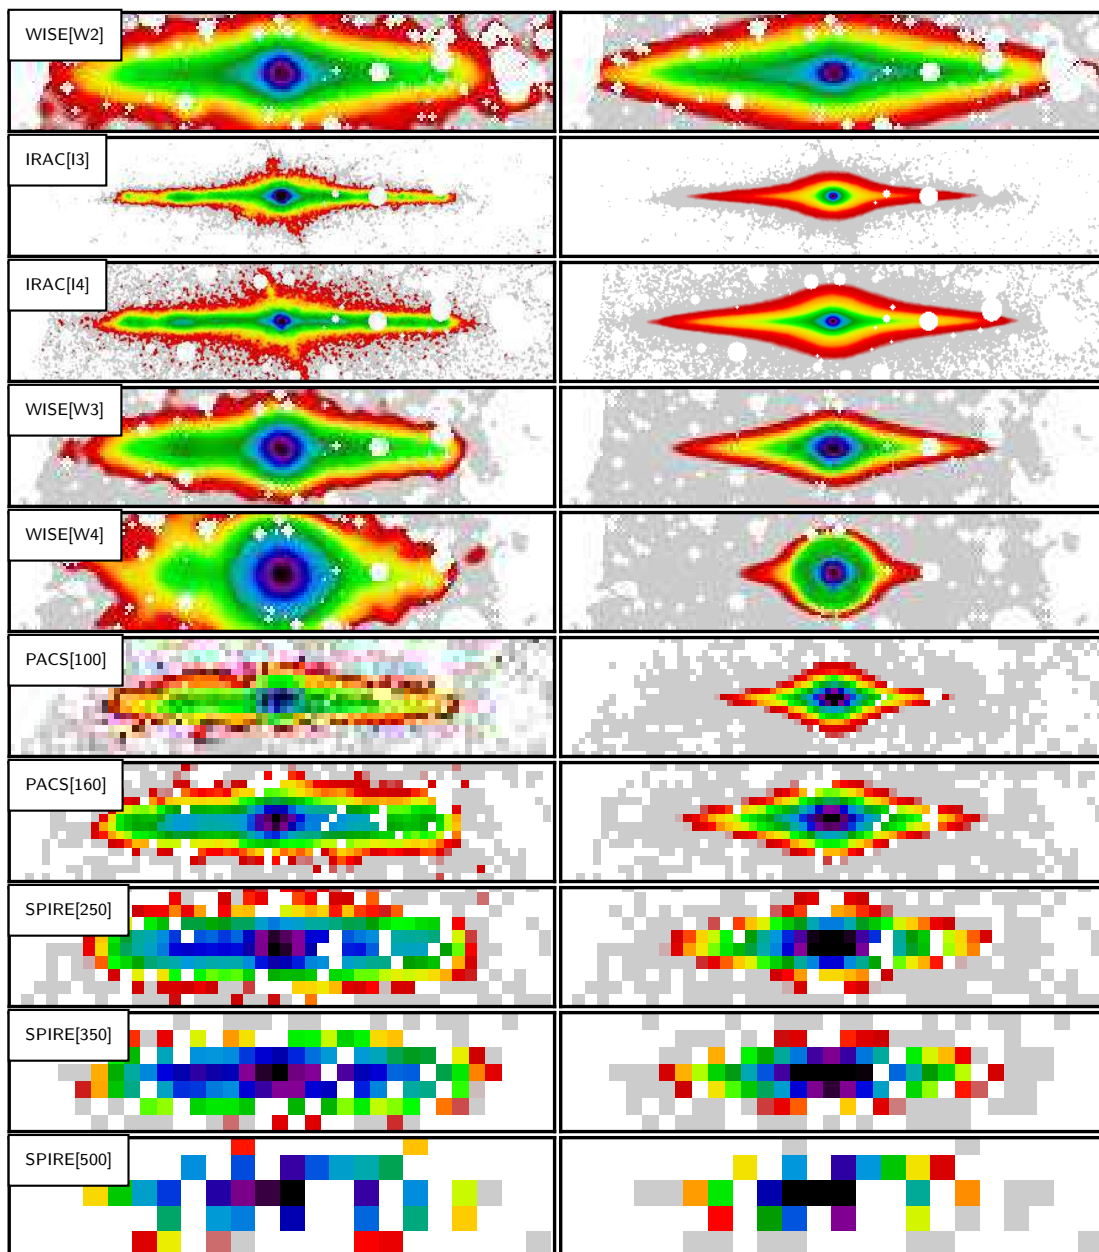 WISE[W2]
IRAC[I3]
IRAC[I4]
WISE[W3]
WISE[W4]
PACS[100]
PACS[160]
SPIRE[250]
SPIRE[350]
SPIRE[500]